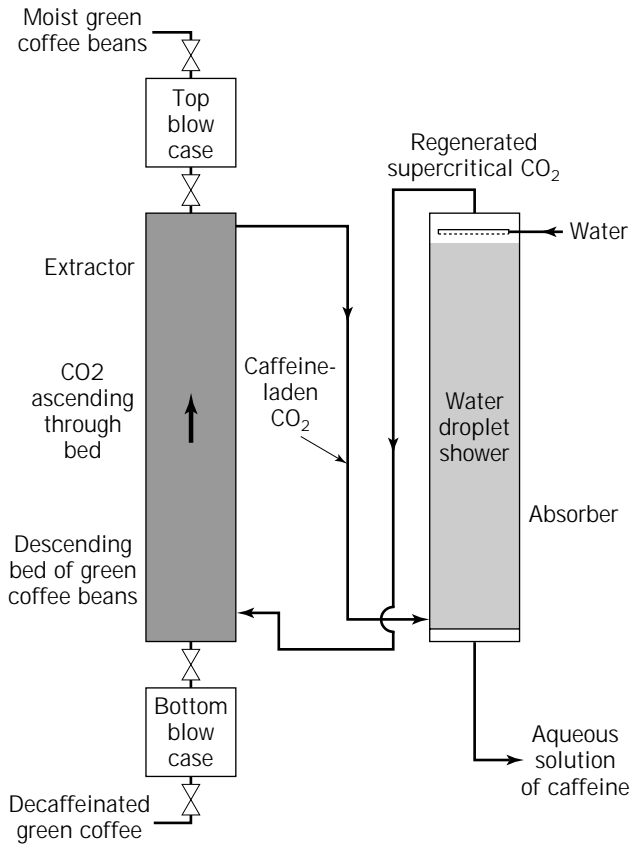 Moist green
coffee beans
Top
blow
case
Regenerated
supercritical CO₂
Water
Extractor
CO2
ascending
through
bed
Caffeine-
laden
CO₂
Water
droplet
shower
Absorber
Descending
bed of green
coffee beans
Bottom
blow
case
Aqueous
solution
of caffeine
Decaffeinated
green coffee